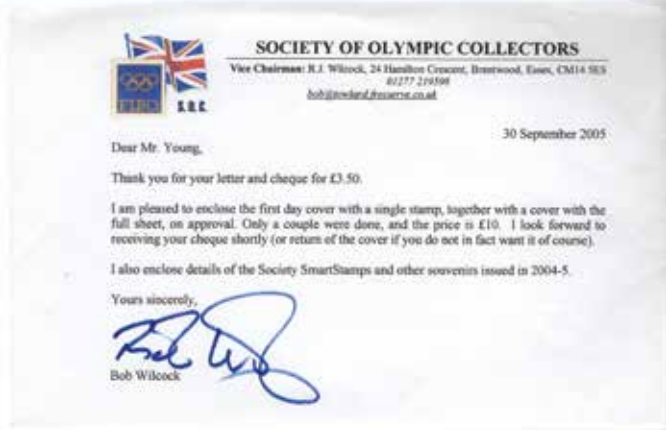 SOCIETY OF OLYMPIC COLLECTORS
Vice Chairman: R.J. Wilcock, 24 Hamilton Crescent, Brentwood, Essex, CM14 5ES
01277 219598
FIPO
S.O.C.
30 September 2005
Dear Mr. Young,
Thank you for your letter and cheque for £3.50.
I am pleased to enclose the first day cover with a single stamp, together with a cover with the
full sheet, on approval. Only a couple were done, and the price is £10. I look forward to
receiving your cheque shortly (or return of the cover if you do not in fact want it of course).
I also enclose details of the Society SmartStamps and other souvenirs issued in 2004-5.
Yours sincerely,
Bob Wilcock